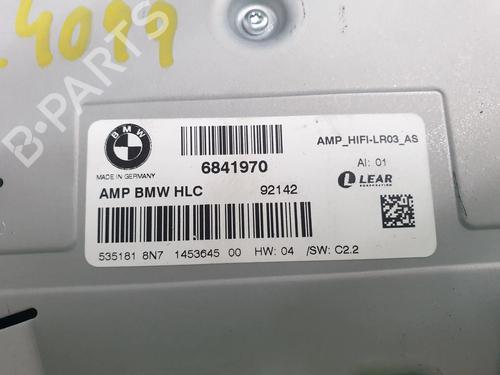 4099
B-PARTS
BMW
MADE IN GERMANY
6841970
AMP_HIFI-LR03_AS
AI: 01
LEAR
CORPORATION
AMP BMW HLC 92142
535181 8N7 1453645 00 HW: 04 /SW: C2.2